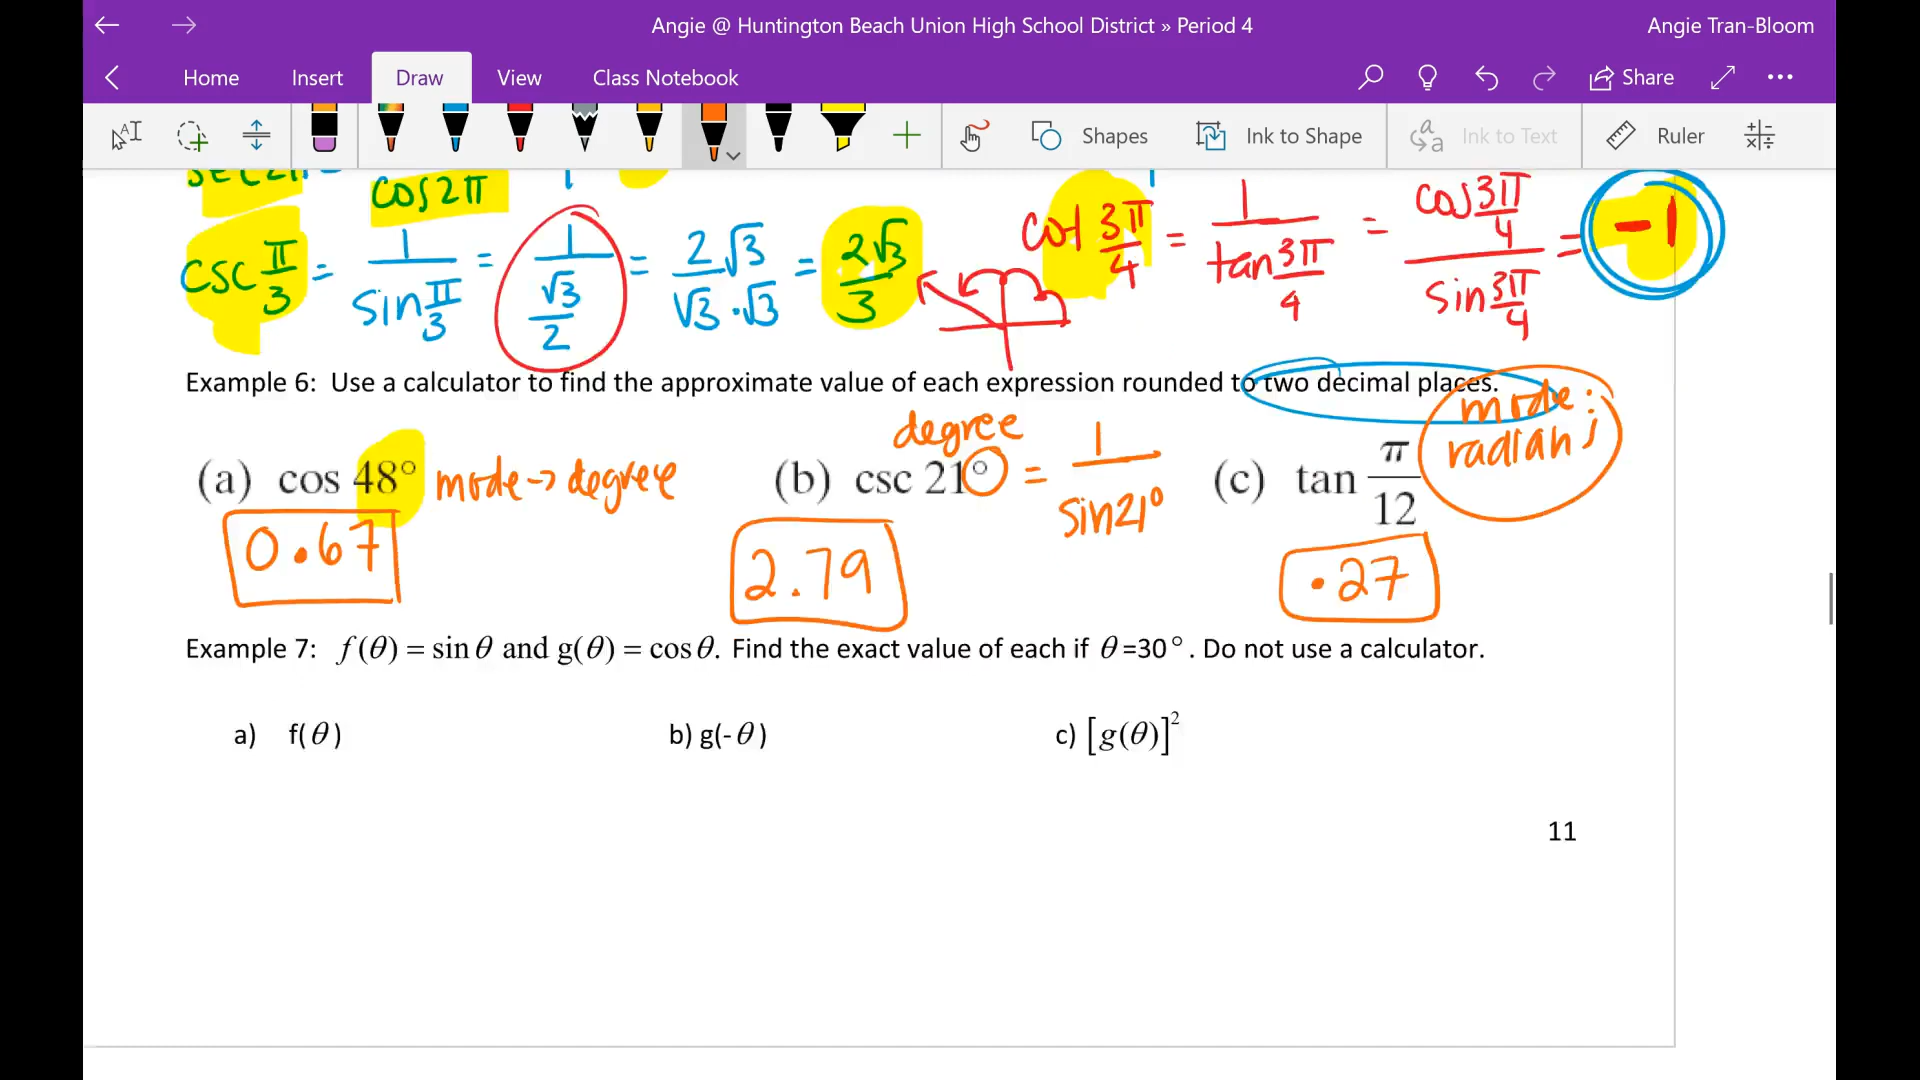 Angie @ Huntington Beach Union High School District » Period 4
Angie Tran-Bloom
Home Insert Draw View Class Notebook Share
Shapes Ink to Shape Ink to Text Ruler
sec2π = 1
cos2π
csc π/3 = 1/sin π/3 = 1/(√3/2) = 2√3/√3·√3 = 2√3/3
cot 3π/4 = 1/tan 3π/4 = cos 3π/4 / sin 3π/4 = -1
Example 6: Use a calculator to find the approximate value of each expression rounded to two decimal places.
(a) cos 48° mode → degree
0.67
degree
(b) csc 21° = 1/sin21°
2.79
mode: radian
(c) tan π/12
.27
Example 7: f(θ) = sin θ and g(θ) = cos θ. Find the exact value of each if θ=30°. Do not use a calculator.
a) f(θ) b) g(-θ) c) [g(θ)]²
11